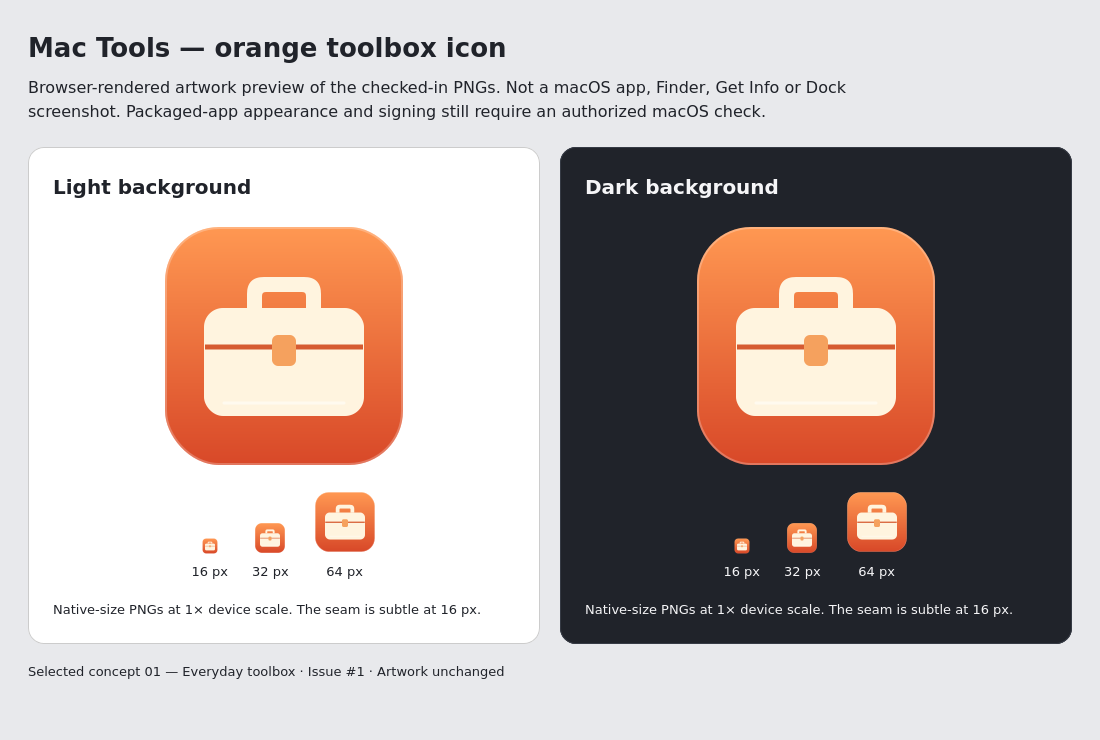 Mac Tools — orange toolbox icon
Browser-rendered artwork preview of the checked-in PNGs. Not a macOS app, Finder, Get Info or Dock
screenshot. Packaged-app appearance and signing still require an authorized macOS check.
Light background
16 px 32 px 64 px
Native-size PNGs at 1× device scale. The seam is subtle at 16 px.
Dark background
16 px 32 px 64 px
Native-size PNGs at 1× device scale. The seam is subtle at 16 px.
Selected concept 01 — Everyday toolbox · Issue #1 · Artwork unchanged